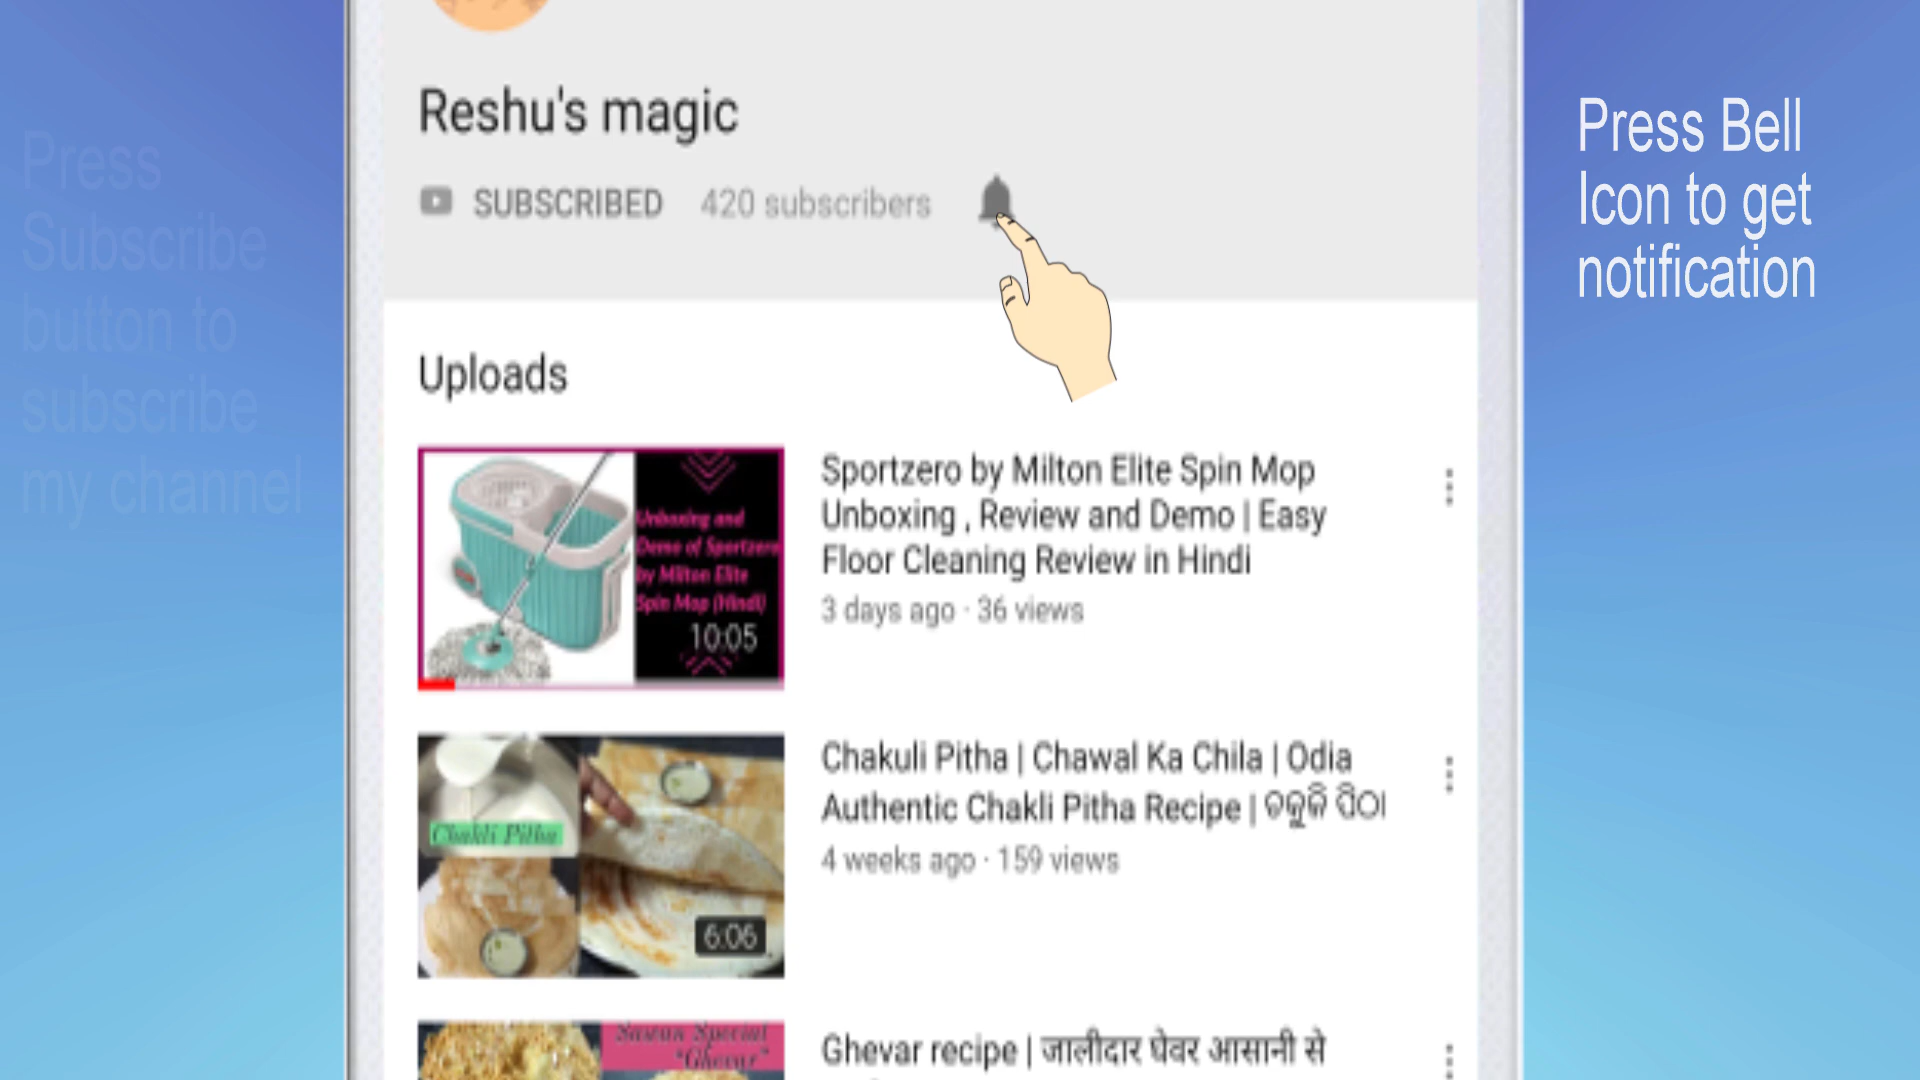 Press
Subscribe
button to
subscribe
my channel
Reshu's magic
SUBSCRIBED 420 subscribers
Press Bell
Icon to get
notification
Uploads
Unboxing and
Demo of Sportzero
by Milton Elite
Spin Mop (Hindi)
10:05
Sportzero by Milton Elite Spin Mop
Unboxing , Review and Demo | Easy
Floor Cleaning Review in Hindi
3 days ago · 36 views
Chakli Pitha
6:06
Chakuli Pitha | Chawal Ka Chila | Odia
Authentic Chakli Pitha Recipe | ଚକୁଳି ପିଠା
4 weeks ago · 159 views
Sawan Special
"Ghevar"
Ghevar recipe | जालीदार घेवर आसानी से